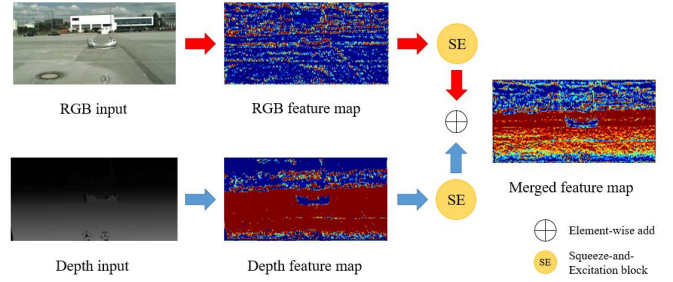 SE
RGB input
RGB feature map
Merged feature map
SE
Depth input
Depth feature map
Element-wise add
SE
Squeeze-and-
Excitation block